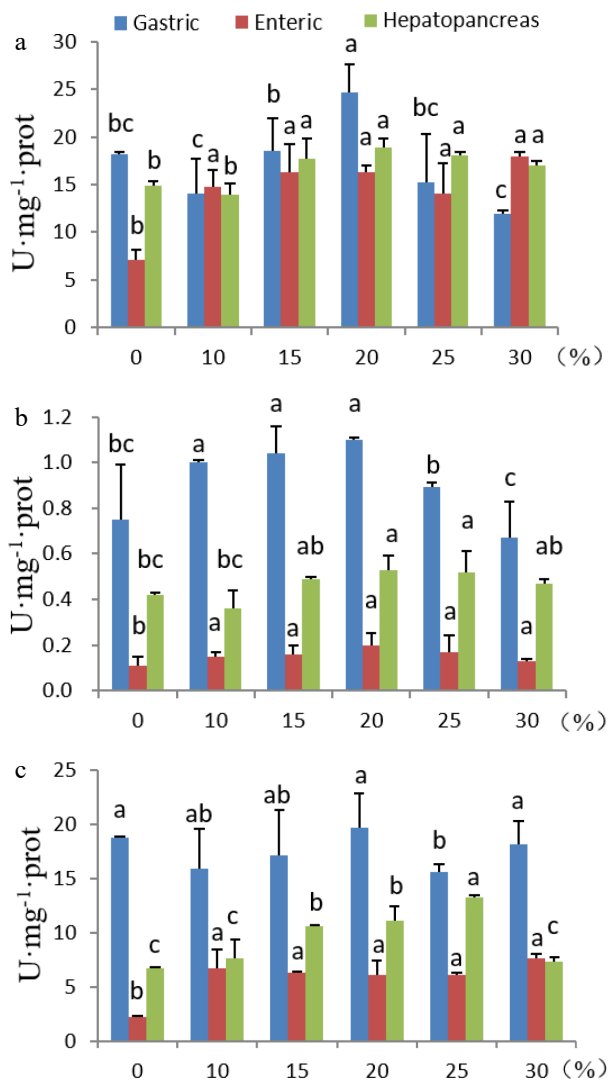 a
Gastric Enteric Hepatopancreas
U·mg⁻¹·prot
30
25
20
15
10
5
0
bc b b
c a b
b a a
a a a
bc a a
c a a
0 10 15 20 25 30 (%)
b
U·mg⁻¹·prot
1.2
1.0
0.8
0.6
0.4
0.2
0.0
bc b bc
a a bc
a a ab
a a a
b a a
c a ab
0 10 15 20 25 30 (%)
c
U·mg⁻¹·prot
25
20
15
10
5
0
a b c
ab a c
ab a b
a a b
b a a
a a c
0 10 15 20 25 30 (%)